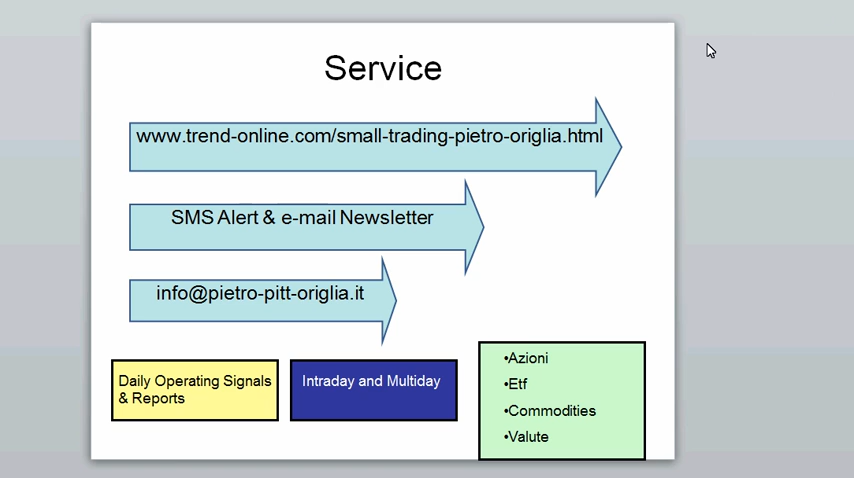 Service
www.trend-online.com/small-trading-pietro-origlia.html
SMS Alert & e-mail Newsletter
info@pietro-pitt-origlia.it
Daily Operating Signals
& Reports
Intraday and Multiday
•Azioni
•Etf
•Commodities
•Valute